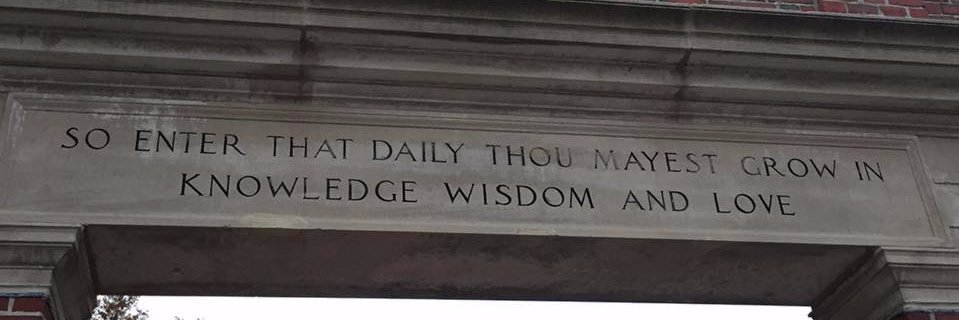 SO ENTER THAT DAILY THOU MAYEST GROW IN
KNOWLEDGE WISDOM AND LOVE